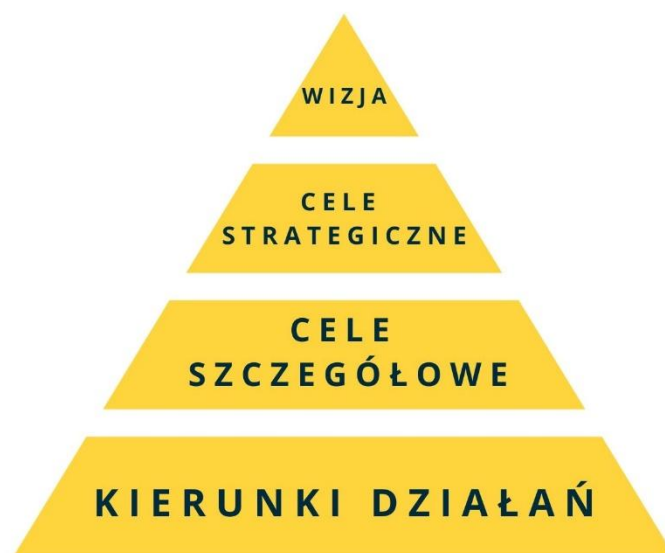 WIZJA
CELE
STRATEGICZNE
CELE
SZCZEGÓŁOWE
KIERUNKI DZIAŁAŃ